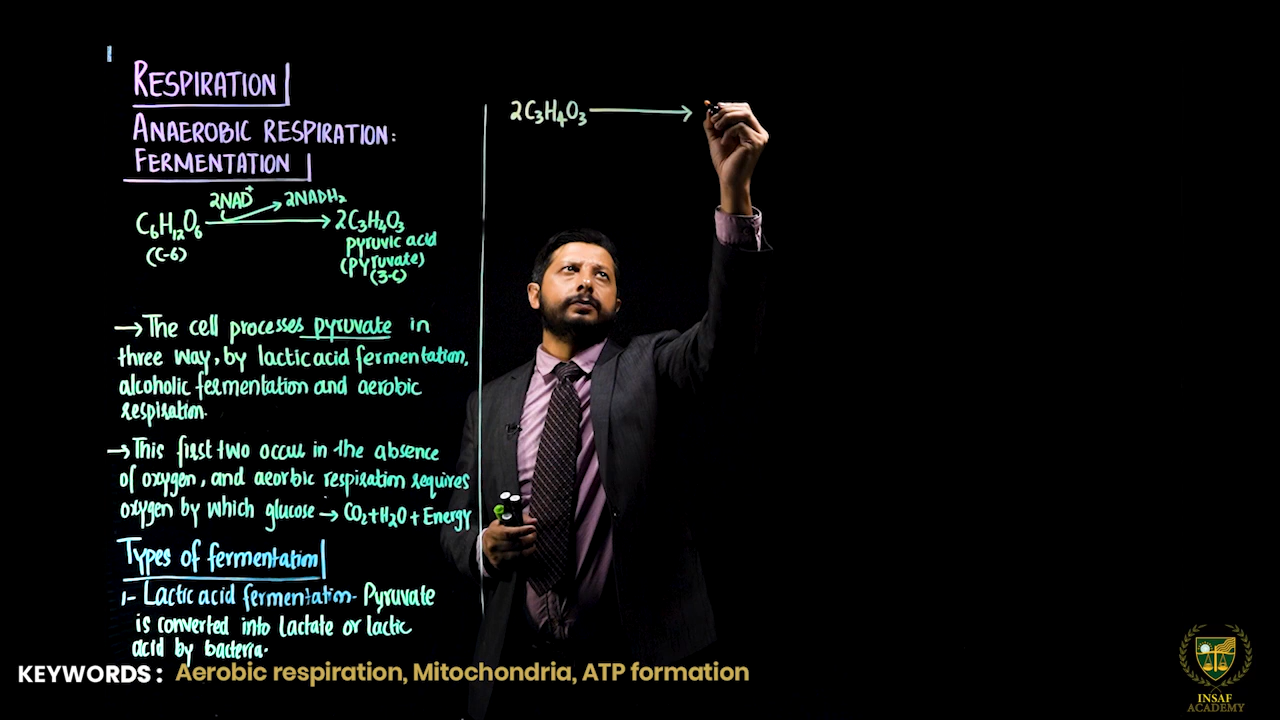 RESPIRATION
ANAEROBIC RESPIRATION:
FERMENTATION
2NAD⁺ 2NADH₂
C₆H₁₂O₆ → 2C₃H₄O₃
(C-6)
pyruvic acid
(pyruvate)
(3-C)
→ The cell processes pyruvate in
three way, by lactic acid fermentation,
alcoholic fermentation and aerobic
respiration.
→ This first two occur in the absence
of oxygen, and aeorbic respiration requires
oxygen by which glucose → CO₂+H₂O + Energy
Types of fermentation
1- Lactic acid fermentation- Pyruvate
is converted into Lactate or lactic
acid by bacteria.
2C₃H₄O₃ →
KEYWORDS : Aerobic respiration, Mitochondria, ATP formation
INSAF
ACADEMY